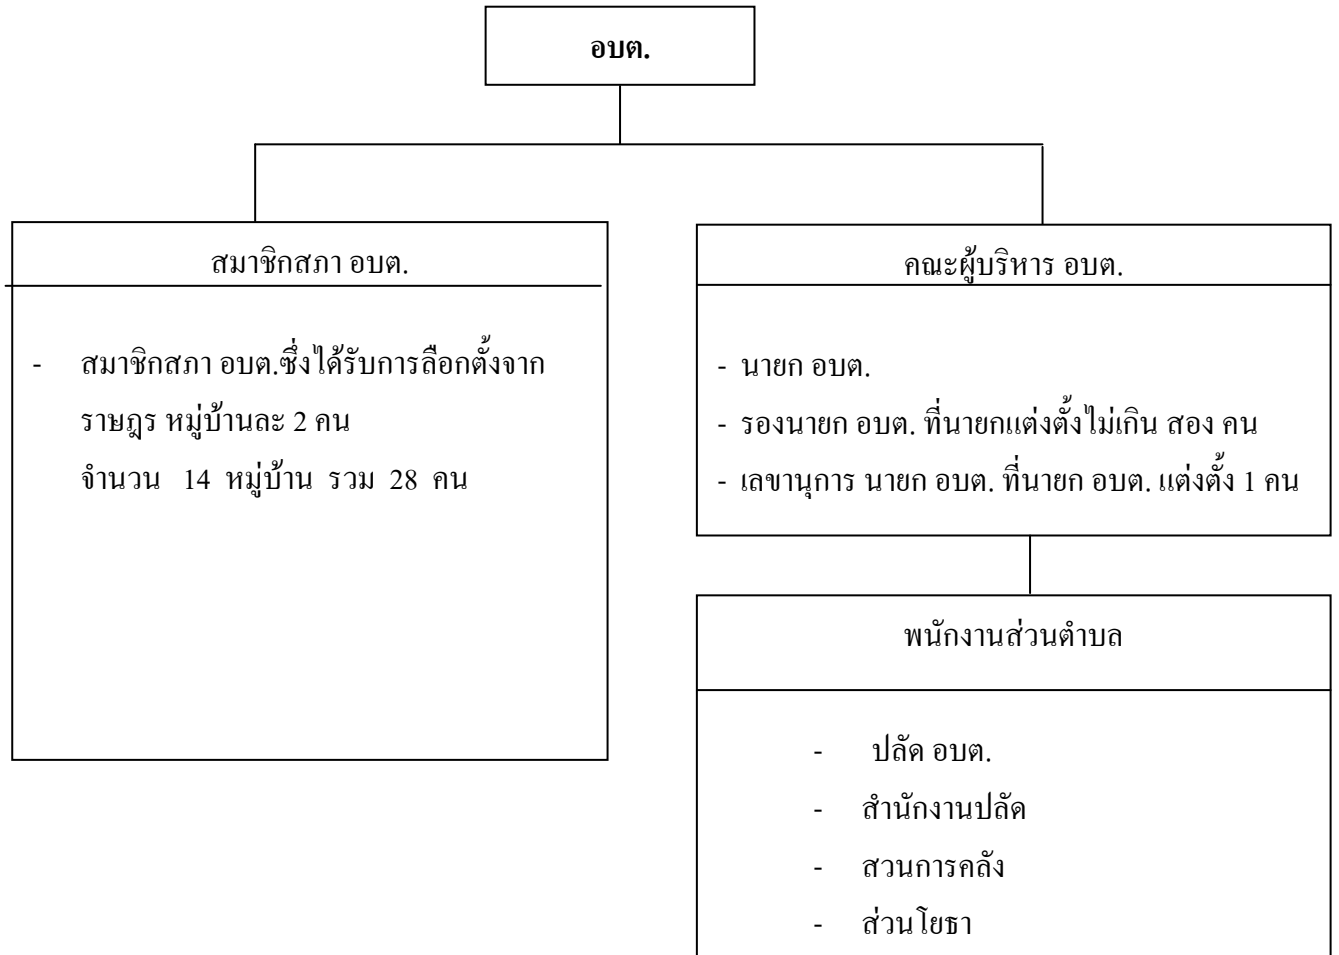 อบต.
สมาชิกสภา อบต.
- สมาชิกสภา อบต.ซึ่งได้รับการลือกตั้งจาก
ราษฎร หมู่บ้านละ 2 คน
จำนวน 14 หมู่บ้าน รวม 28 คน
คณะผู้บริหาร อบต.
- นายก อบต.
- รองนายก อบต. ที่นายกแต่งตั้งไม่เกิน สอง คน
- เลขานุการ นายก อบต. ที่นายก อบต. แต่งตั้ง 1 คน
พนักงานส่วนตำบล
- ปลัด อบต.
- สำนักงานปลัด
- สวนการคลัง
- ส่วนโยธา